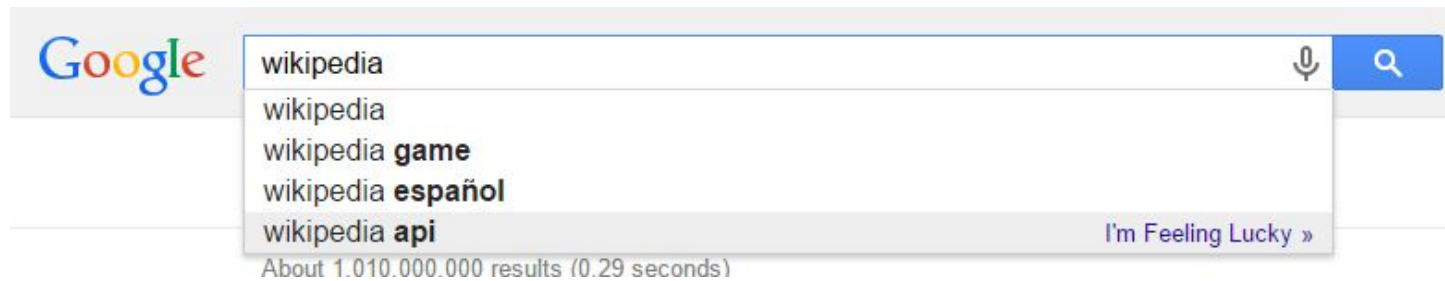 Google
wikipedia
wikipedia
wikipedia game
wikipedia español
wikipedia api I'm Feeling Lucky »
About 1,010,000,000 results (0.29 seconds)